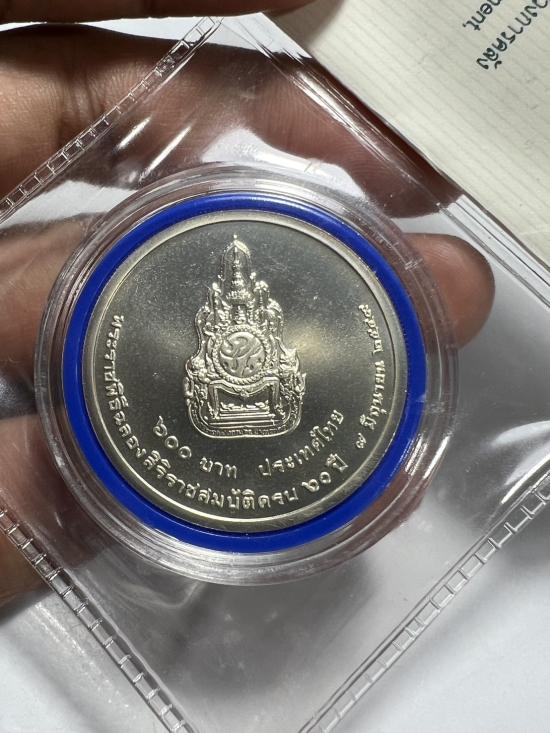 พระราชพิธีฉลองสิริราชสมบัติครบ ๖๐ ปี ๙ มิถุนายน ๒๕๔๙
๖๐๐ บาท ประเทศไทย